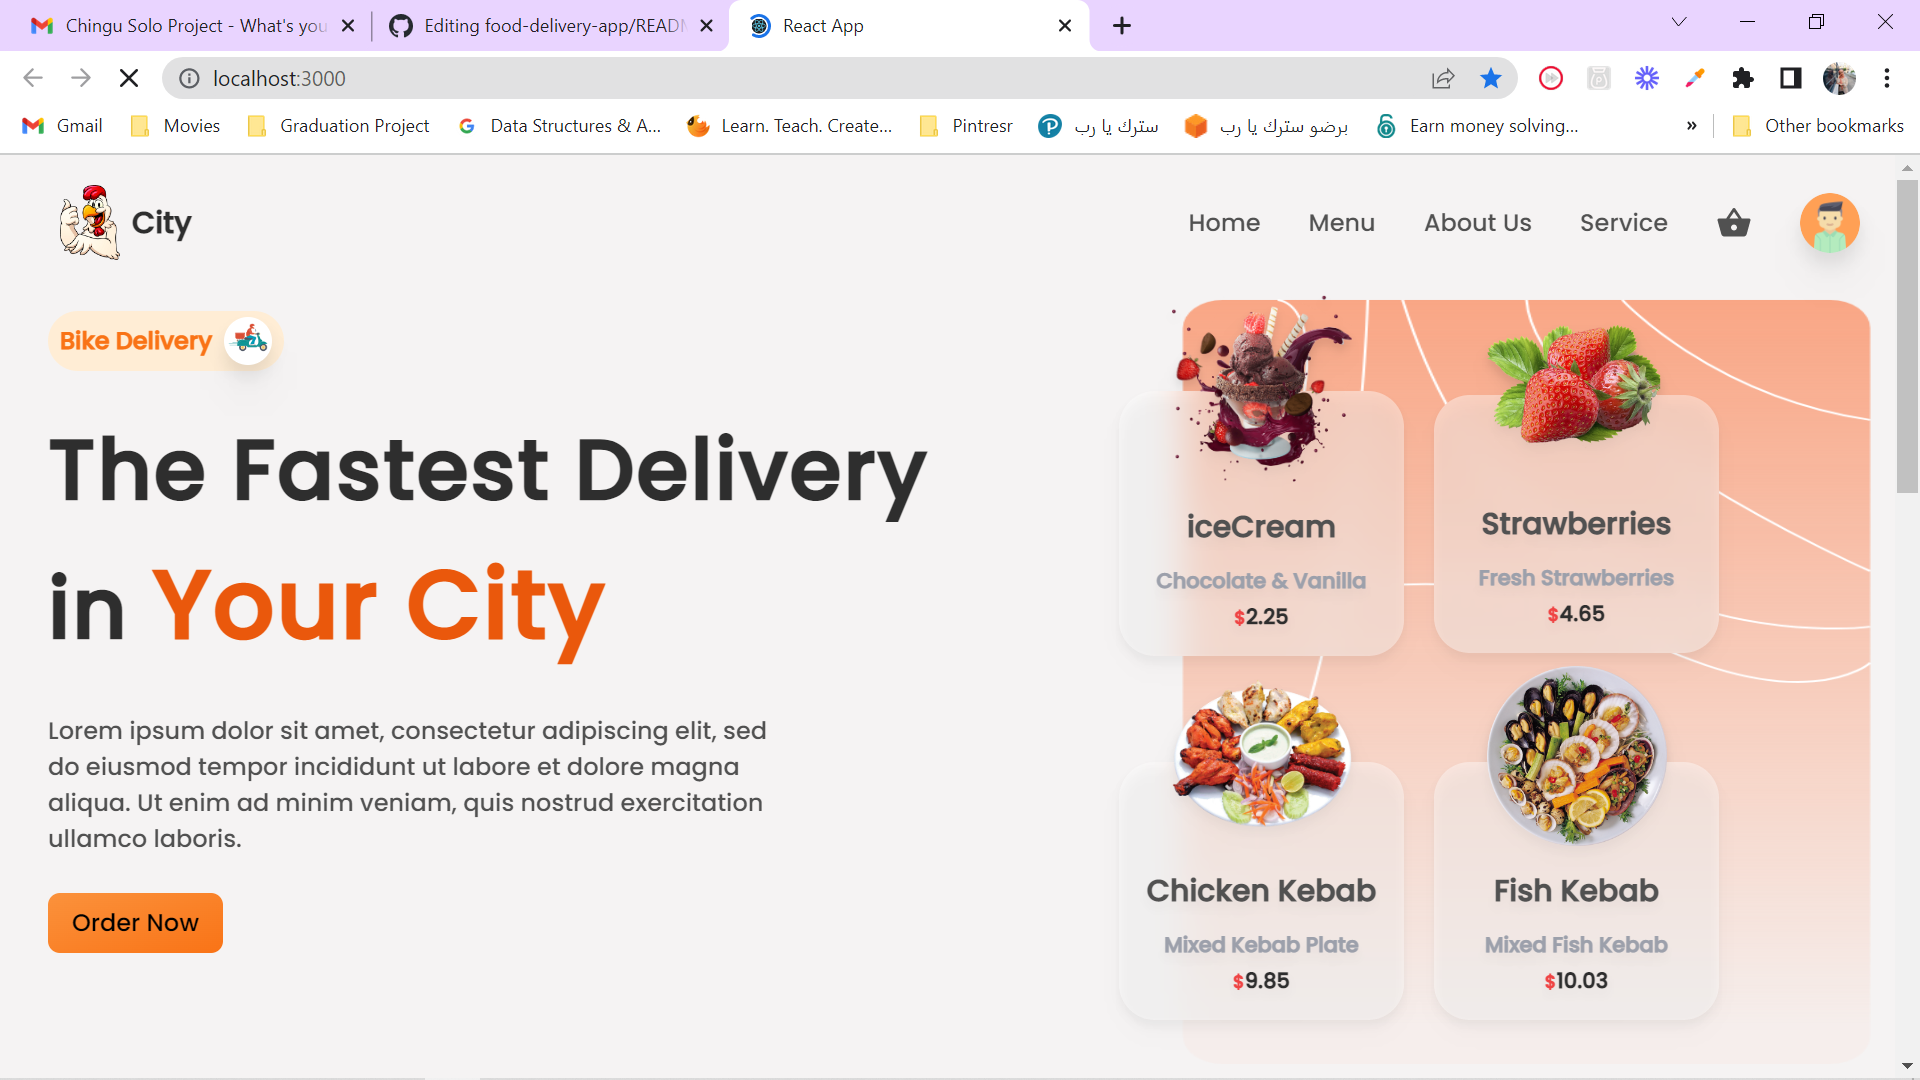 Chingu Solo Project - What's you
Editing food-delivery-app/READM
React App
localhost:3000
Gmail
Movies
Graduation Project
Data Structures & A...
Learn. Teach. Create...
Pintresr
سترك يا رب
برضو سترك يا رب
Earn money solving...
»
Other bookmarks
City
Home
Menu
About Us
Service
Bike Delivery
The Fastest Delivery
in Your City
Lorem ipsum dolor sit amet, consectetur adipiscing elit, sed
do eiusmod tempor incididunt ut labore et dolore magna
aliqua. Ut enim ad minim veniam, quis nostrud exercitation
ullamco laboris.
Order Now
iceCream
Chocolate & Vanilla
$2.25
Strawberries
Fresh Strawberries
$4.65
Chicken Kebab
Mixed Kebab Plate
$9.85
Fish Kebab
Mixed Fish Kebab
$10.03